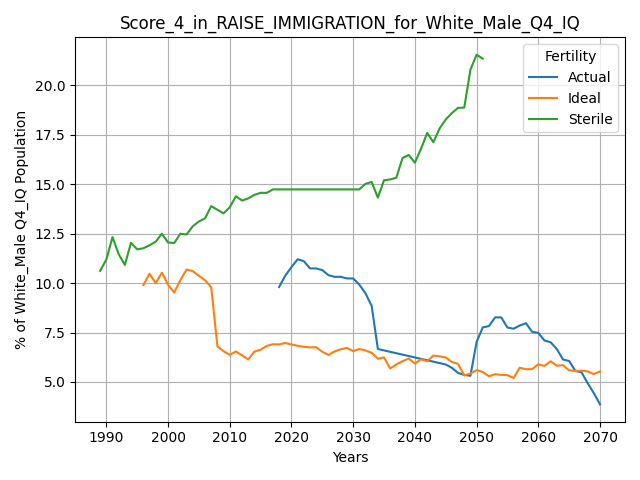 Score_4_in_RAISE_IMMIGRATION_for_White_Male_Q4_IQ
% of White_Male Q4_IQ Population
20.0
17.5
15.0
12.5
10.0
7.5
5.0
Fertility
Actual
Ideal
Sterile
1990
2000
2010
2020
2030
2040
2050
2060
2070
Years